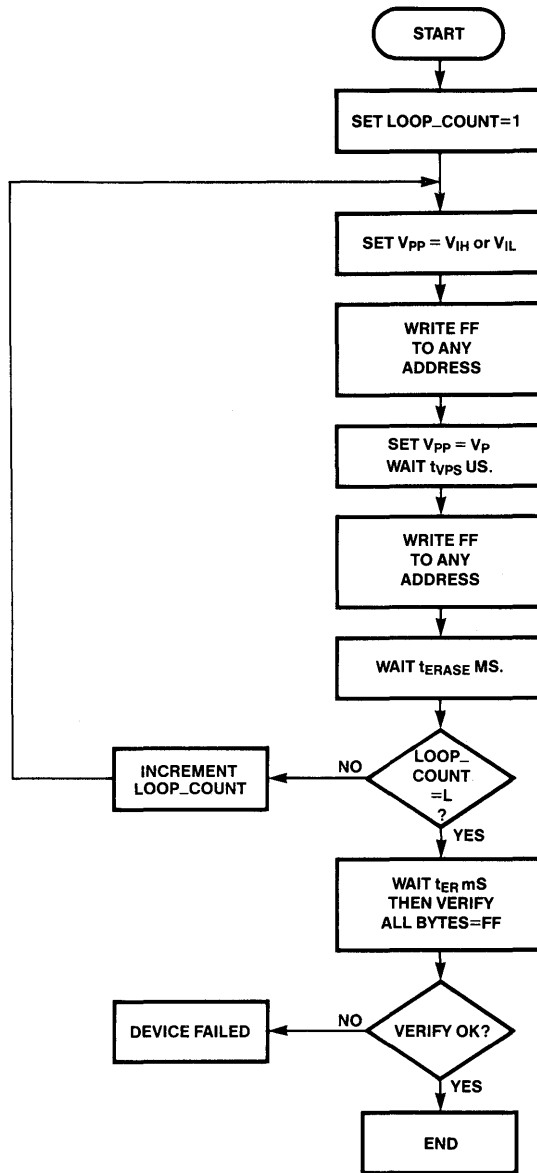 START
SET LOOP_COUNT=1
SET VPP = VIH or VIL
WRITE FF
TO ANY
ADDRESS
SET VPP = VP
WAIT tVPS US.
WRITE FF
TO ANY
ADDRESS
WAIT tERASE MS.
LOOP_
COUNT
=L
?
NO
INCREMENT
LOOP_COUNT
YES
WAIT tER mS
THEN VERIFY
ALL BYTES=FF
VERIFY OK?
NO
DEVICE FAILED
YES
END